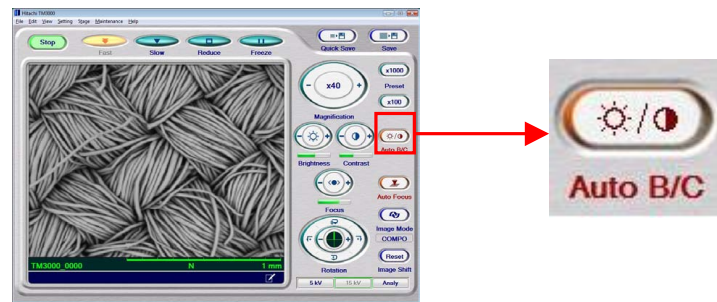 Hitachi TM3000
File Edit View Setting Stage Maintenance Help
Stop
Fast Slow Reduce Freeze
Quick Save Save
x1000
- x40 +
Preset
x100
Magnification
- + - +
Auto B/C
Brightness Contrast
- +
Auto Focus
Focus
Image Mode
COMPO
- +
Reset
Rotation Image Shift
TM3000_0000 N 1 mm
5 kV 15 kV Analy
Auto B/C